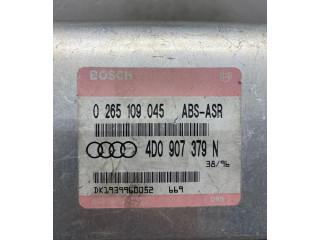 BOSCH
0 265 109 045 ABS-ASR
4D0 907 379 N
38/96
DK1939960052 669